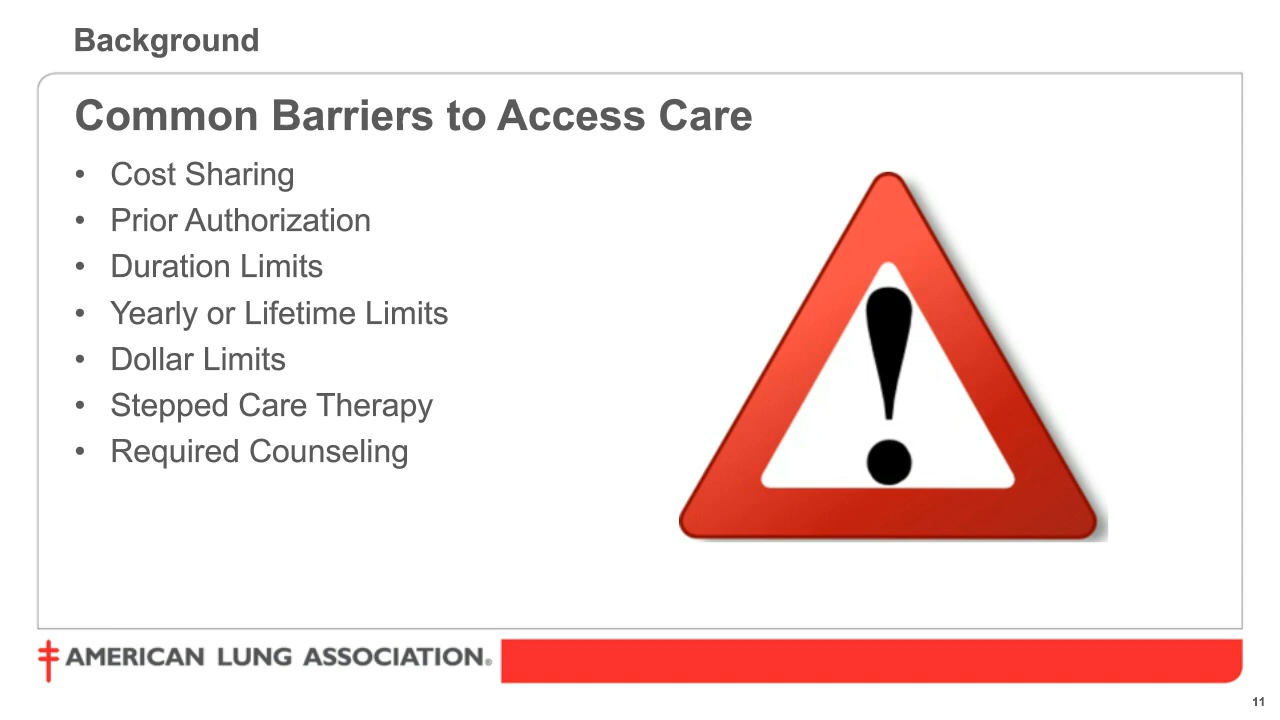 Background
Common Barriers to Access Care
• Cost Sharing
• Prior Authorization
• Duration Limits
• Yearly or Lifetime Limits
• Dollar Limits
• Stepped Care Therapy
• Required Counseling
!
AMERICAN LUNG ASSOCIATION®
11